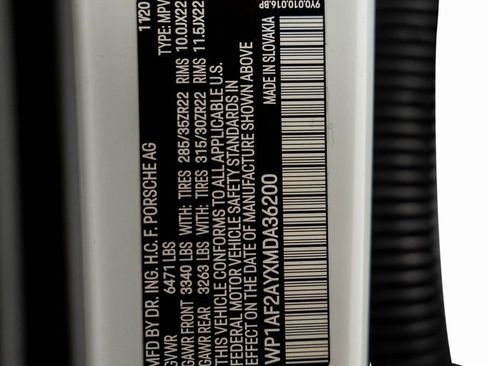 MFD BY DR. ING. H.C. F. PORSCHE AG 11/20
GVWR 6471 LBS TYPE: MPV
GAWR FRONT 3340 LBS WITH: TIRES 285/35ZR22 RIMS 10.0JX22
GAWR REAR 3263 LBS WITH: TIRES 315/30ZR22 RIMS 11.5JX22
THIS VEHICLE CONFORMS TO ALL APPLICABLE U.S.
FEDERAL MOTOR VEHICLE SAFETY STANDARDS IN
EFFECT ON THE DATE OF MANUFACTURE SHOWN ABOVE
WP1AF2AYXMDA36200
MADE IN SLOVAKIA
9Y0.010.016.BP